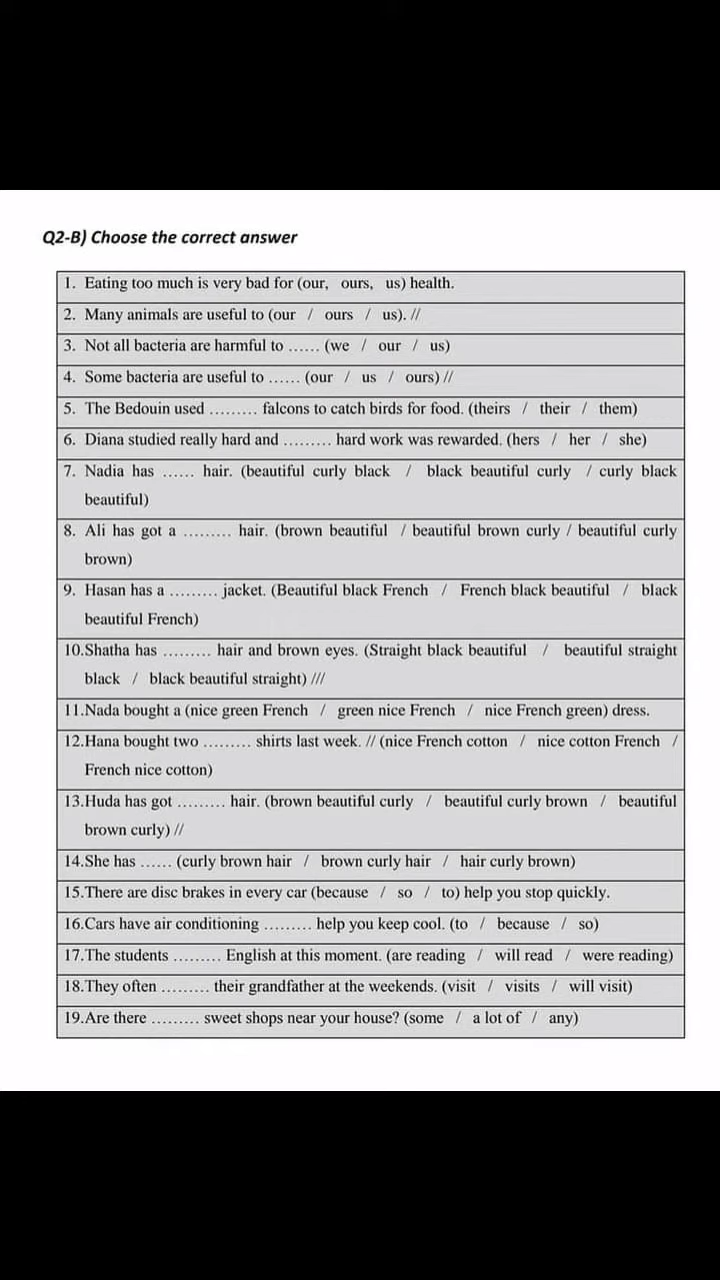 Q2-B) Choose the correct answer
1. Eating too much is very bad for (our, ours, us) health.
2. Many animals are useful to (our / ours / us). //
3. Not all bacteria are harmful to ...... (we / our / us)
4. Some bacteria are useful to ...... (our / us / ours) //
5. The Bedouin used ......... falcons to catch birds for food. (theirs / their / them)
6. Diana studied really hard and ......... hard work was rewarded. (hers / her / she)
7. Nadia has ...... hair. (beautiful curly black / black beautiful curly / curly black
beautiful)
8. Ali has got a ......... hair. (brown beautiful / beautiful brown curly / beautiful curly
brown)
9. Hasan has a ......... jacket. (Beautiful black French / French black beautiful / black
beautiful French)
10.Shatha has ......... hair and brown eyes. (Straight black beautiful / beautiful straight
black / black beautiful straight) ///
11.Nada bought a (nice green French / green nice French / nice French green) dress.
12.Hana bought two ......... shirts last week. // (nice French cotton / nice cotton French /
French nice cotton)
13.Huda has got ......... hair. (brown beautiful curly / beautiful curly brown / beautiful
brown curly) //
14.She has ...... (curly brown hair / brown curly hair / hair curly brown)
15.There are disc brakes in every car (because / so / to) help you stop quickly.
16.Cars have air conditioning ......... help you keep cool. (to / because / so)
17.The students ......... English at this moment. (are reading / will read / were reading)
18.They often ......... their grandfather at the weekends. (visit / visits / will visit)
19.Are there ......... sweet shops near your house? (some / a lot of / any)